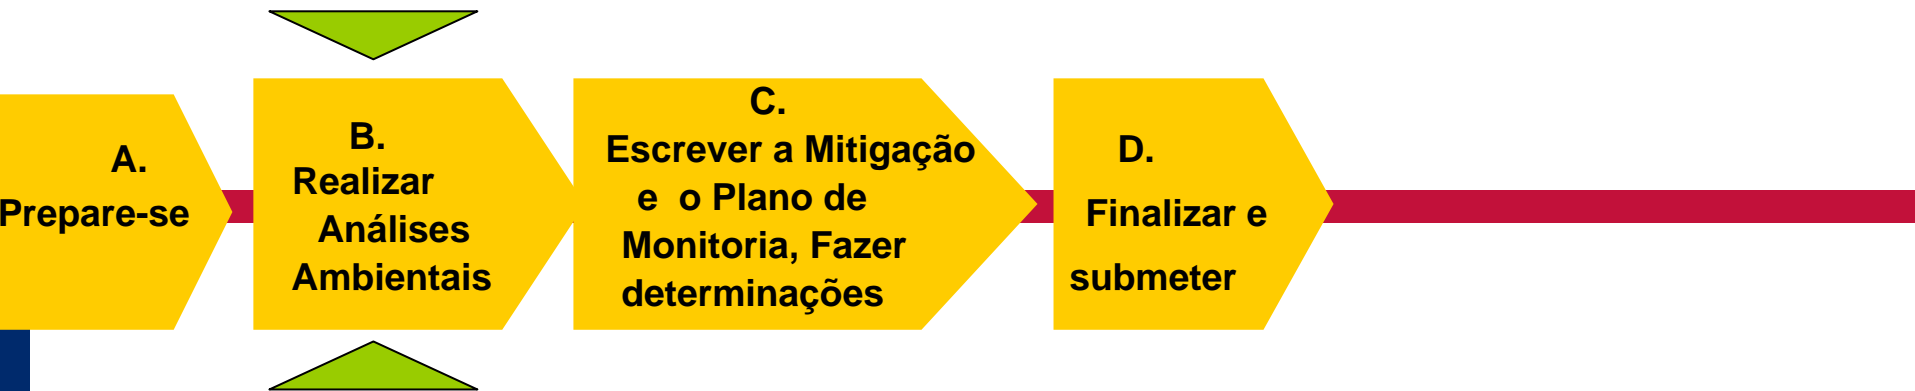 A.
Prepare-se
B.
Realizar
Análises
Ambientais
C.
Escrever a Mitigação
e o Plano de
Monitoria, Fazer
determinações
D.
Finalizar e
submeter